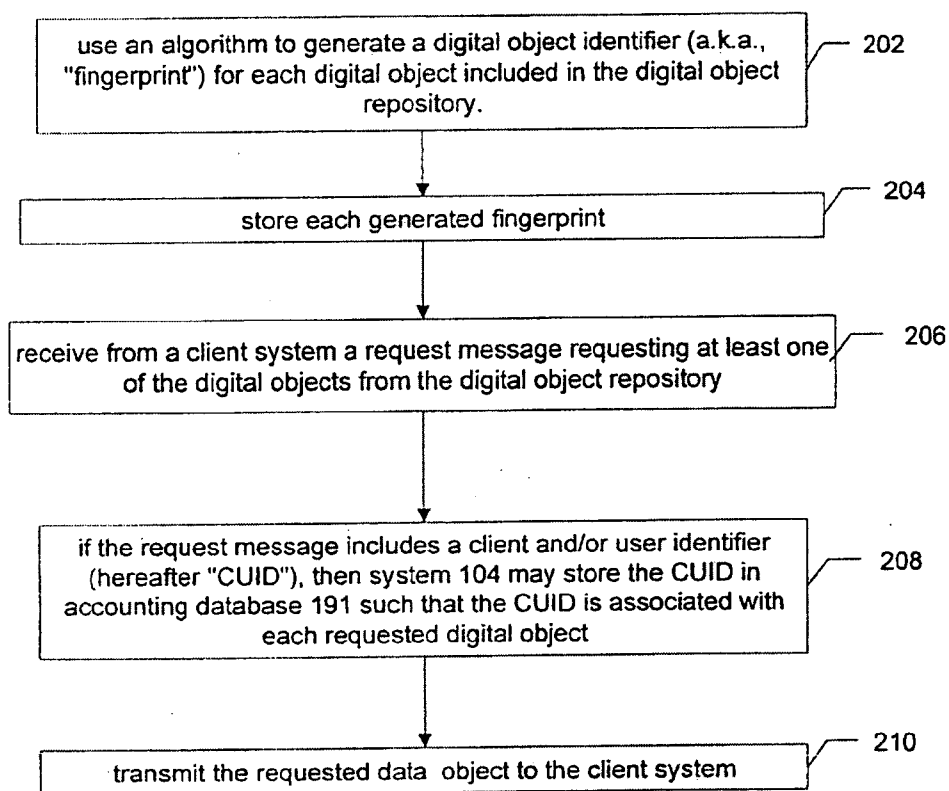 use an algorithm to generate a digital object identifier (a.k.a.,
"fingerprint") for each digital object included in the digital object
repository.
202
store each generated fingerprint
204
receive from a client system a request message requesting at least one
of the digital objects from the digital object repository
206
if the request message includes a client and/or user identifier
(hereafter "CUID"), then system 104 may store the CUID in
accounting database 191 such that the CUID is associated with
each requested digital object
208
transmit the requested data object to the client system
210